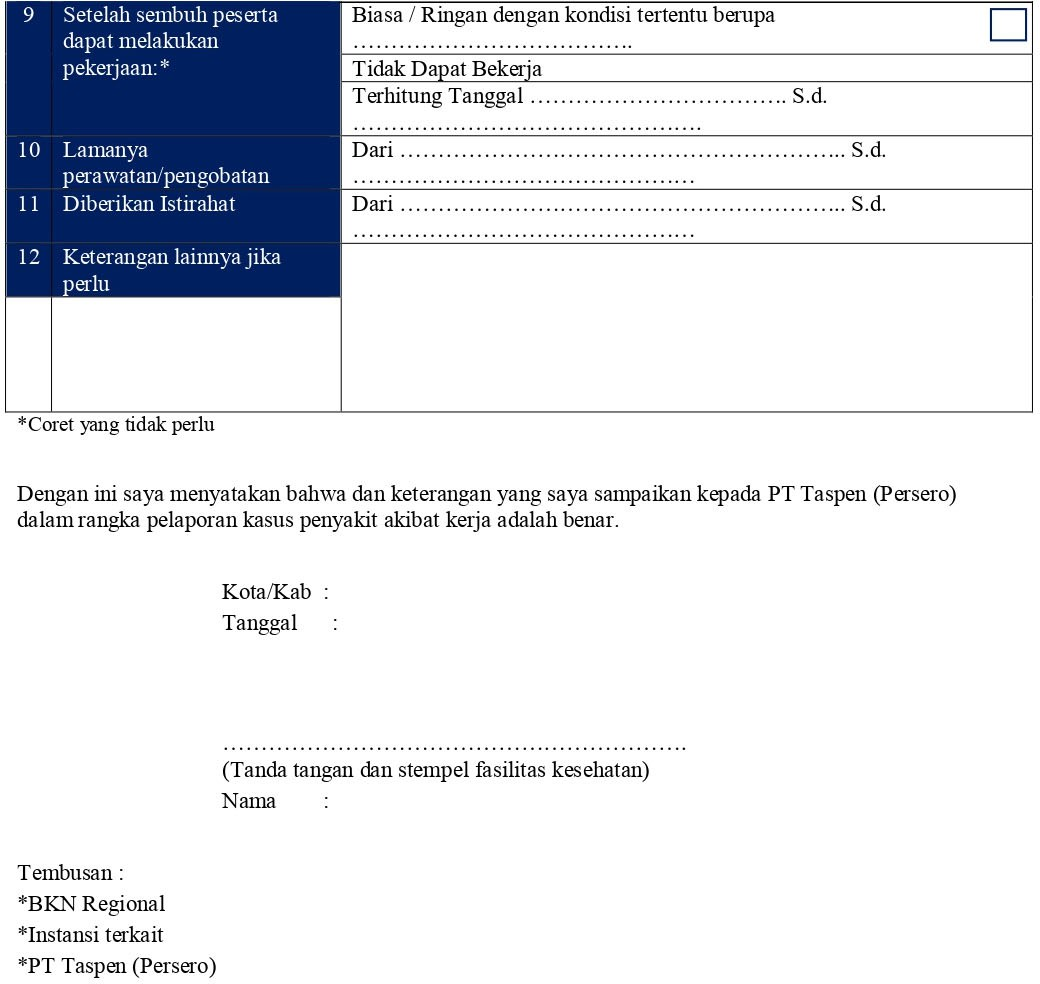 9 Setelah sembuh peserta Biasa / Ringan dengan kondisi tertentu berupa
dapat melakukan ……………………………….
pekerjaan:* Tidak Dapat Bekerja
Terhitung Tanggal ……………………………. S.d.
……………………………………….
10 Lamanya Dari ………………………………………………….. S.d.
perawatan/pengobatan ………………………………………
11 Diberikan Istirahat Dari ………………………………………………….. S.d.
………………………………………
12 Keterangan lainnya jika
perlu
*Coret yang tidak perlu
Dengan ini saya menyatakan bahwa dan keterangan yang saya sampaikan kepada PT Taspen (Persero)
dalam rangka pelaporan kasus penyakit akibat kerja adalah benar.
Kota/Kab :
Tanggal :
…………………………………….……………….
(Tanda tangan dan stempel fasilitas kesehatan)
Nama :
Tembusan :
*BKN Regional
*Instansi terkait
*PT Taspen (Persero)